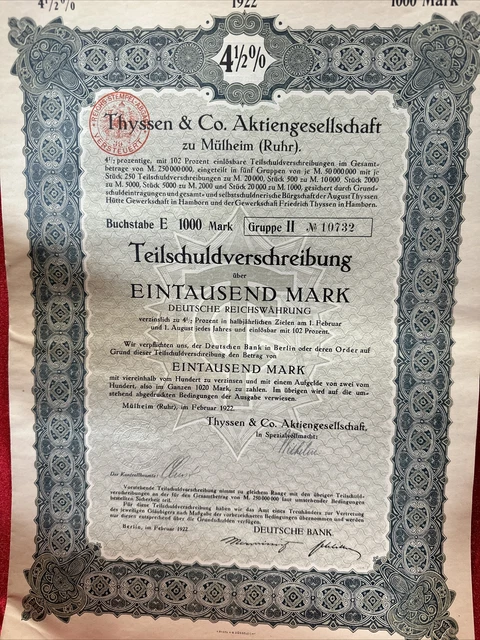 4½% 1922 1000 Mark
4½%
REICHS-STEMPEL-ABGABE
VERSTEUERT
Thyssen & Co. Aktiengesellschaft
zu Mülheim (Ruhr).
4½ prozentige, mit 102 Prozent einlösbare Teilschuldverschreibungen im Gesamt-
betrage von M. 250 000 000, eingeteilt in fünf Gruppen von je M. 50 000 000 mit je
Stück 250 Teilschuldverschreibungen zu M. 20 000, Stück 500 zu M. 10 000, Stück 2000
zu M. 5000, Stück 5000 zu M. 2000 und Stück 20 000 zu M. 1000, gesichert durch Grund-
schuldeintragungen und gesamt- und selbstschuldnerische Bürgschaft der August Thyssen
Hütte Gewerkschaft in Hamborn und der Gewerkschaft Friedrich Thyssen in Hamborn.
Buchstabe E 1000 Mark Gruppe II № 10732
Teilschuldverschreibung
über
EINTAUSEND MARK
DEUTSCHE REICHSWÄHRUNG
verzinslich zu 4½ Prozent in halbjährlichen Zielen am 1. Februar
und 1. August jedes Jahres und einlösbar mit 102 Prozent.
Wir verpflichten uns, der Deutschen Bank in Berlin oder deren Order auf
Grund dieser Teilschuldverschreibung den Betrag von
EINTAUSEND MARK
mit viereinhalb vom Hundert zu verzinsen und mit einem Aufgelde von zwei vom
Hundert, also im Ganzen 1020 Mark, zu zahlen. Im übrigen wird auf die um-
stehend abgedruckten Bedingungen der Ausgabe verwiesen.
Mülheim (Ruhr), im Februar 1922.
Thyssen & Co. Aktiengesellschaft,
In Spezialvollmacht:
Der Kontrollbeamte:
Vorstehende Teilschuldverschreibung nimmt zu gleichem Range mit den übrigen Teilschuld-
verschreibungen an der für den Gesamtbetrag von M. 250 000 000 laut umstehender Bedingungen
bestellten Sicherheit teil.
Für diese Teilschuldverschreibung haben wir das Amt eines Treuhänders zur Vertretung
des jeweiligen Gläubigers nach Maßgabe der vorbezeichneten Bedingungen übernommen und werden
nur diesen entsprechend über die Grundschulden verfügen.
Berlin, im Februar 1922.
DEUTSCHE BANK